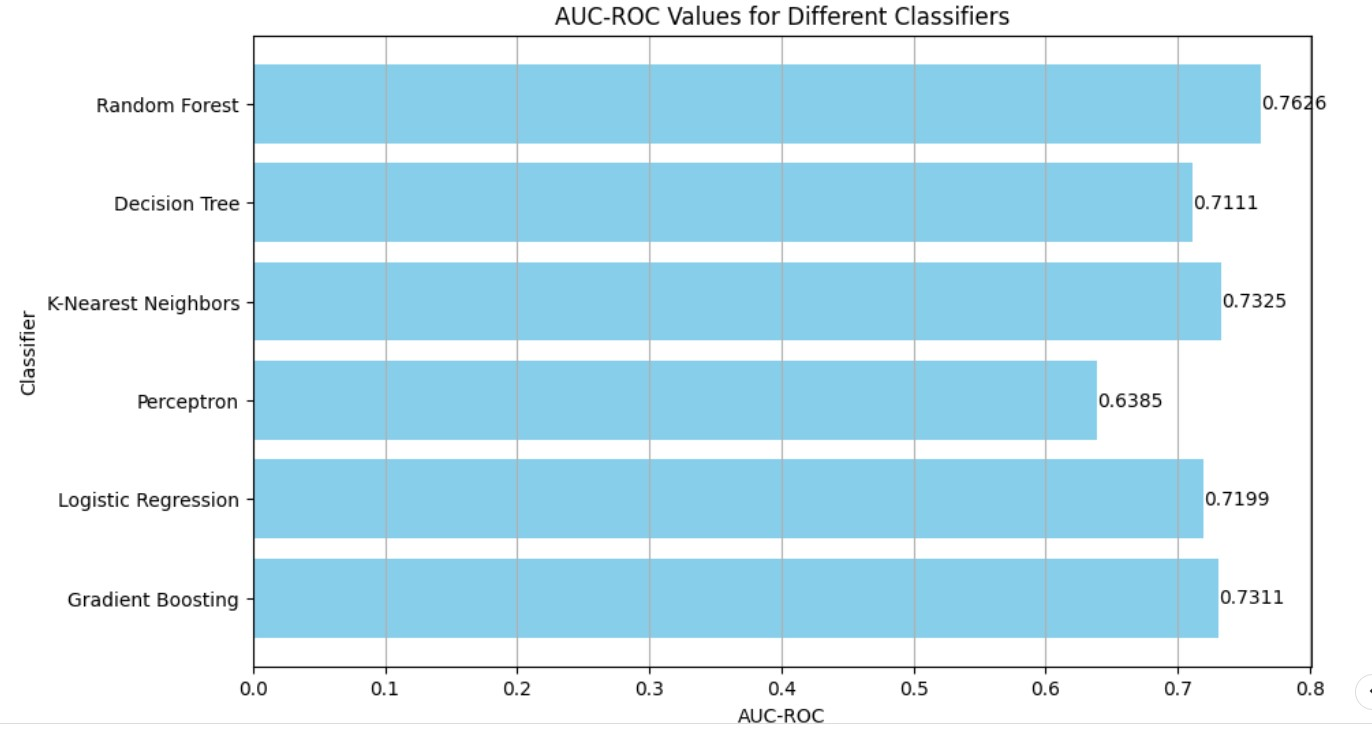 AUC-ROC Values for Different Classifiers
Random Forest
0.7626
Decision Tree
0.7111
K-Nearest Neighbors
0.7325
Classifier
Perceptron
0.6385
Logistic Regression
0.7199
Gradient Boosting
0.7311
0.0 0.1 0.2 0.3 0.4 0.5 0.6 0.7 0.8
AUC-ROC